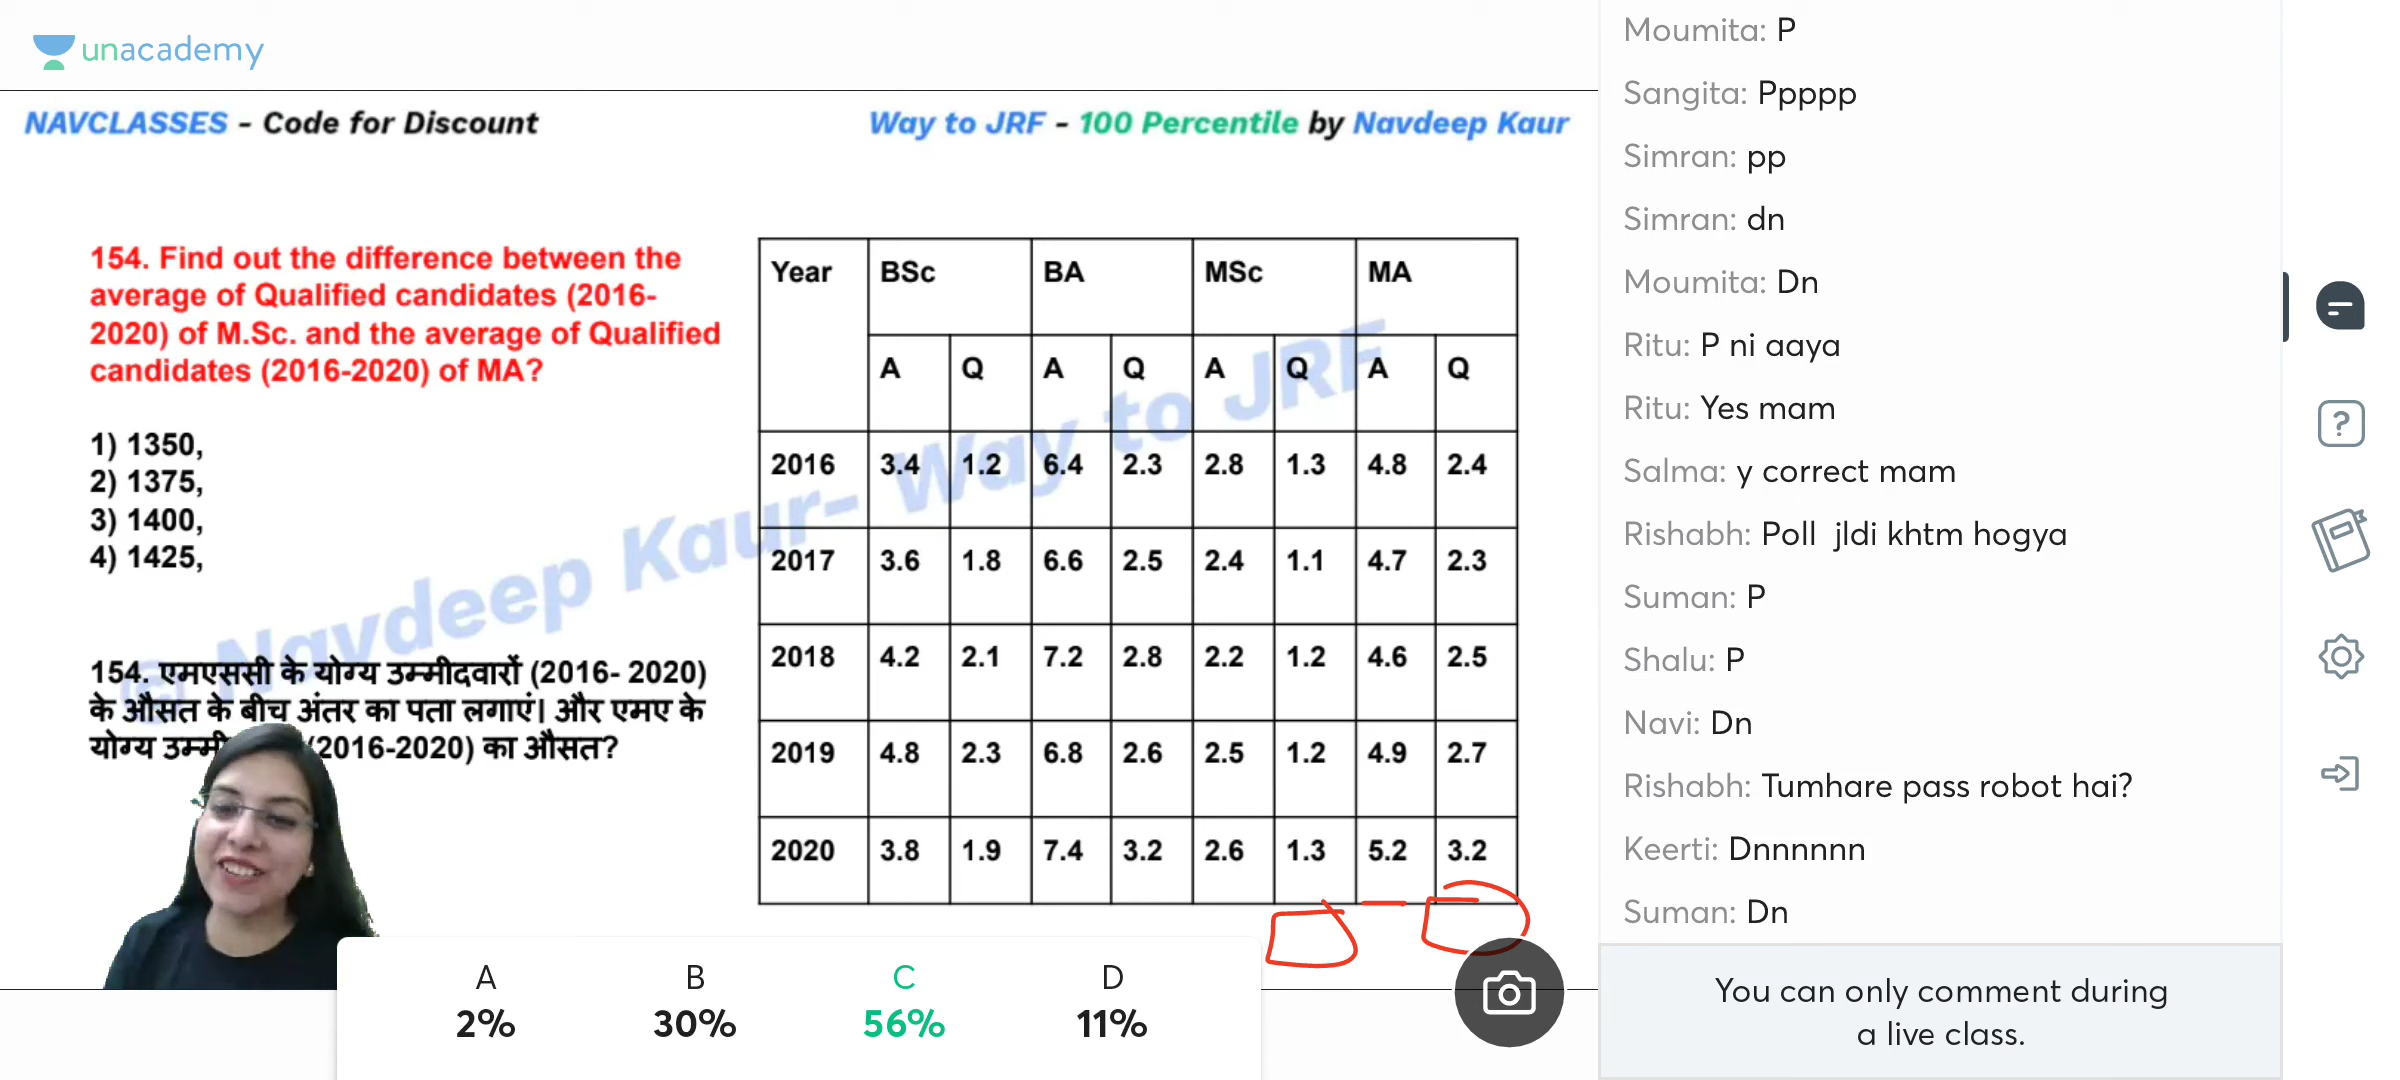 unacademy
NAVCLASSES - Code for Discount
Way to JRF - 100 Percentile by Navdeep Kaur
154. Find out the difference between the
average of Qualified candidates (2016-
2020) of M.Sc. and the average of Qualified
candidates (2016-2020) of MA?
1) 1350,
2) 1375,
3) 1400,
4) 1425,
154. एमएससी के योग्य उम्मीदवारों (2016- 2020)
के औसत के बीच अंतर का पता लगाएं| और एमए के
योग्य (2016-2020) का औसत?
© Navdeep Kaur- Way to JRF
Year BSc BA MSc MA
A Q A Q A Q A Q
2016 3.4 1.2 6.4 2.3 2.8 1.3 4.8 2.4
2017 3.6 1.8 6.6 2.5 2.4 1.1 4.7 2.3
2018 4.2 2.1 7.2 2.8 2.2 1.2 4.6 2.5
2019 4.8 2.3 6.8 2.6 2.5 1.2 4.9 2.7
2020 3.8 1.9 7.4 3.2 2.6 1.3 5.2 3.2
A B C D
2% 30% 56% 11%
Moumita: P
Sangita: Ppppp
Simran: pp
Simran: dn
Moumita: Dn
Ritu: P ni aaya
Ritu: Yes mam
Salma: y correct mam
Rishabh: Poll jldi khtm hogya
Suman: P
Shalu: P
Navi: Dn
Rishabh: Tumhare pass robot hai?
Keerti: Dnnnnnn
Suman: Dn
You can only comment during
a live class.
?